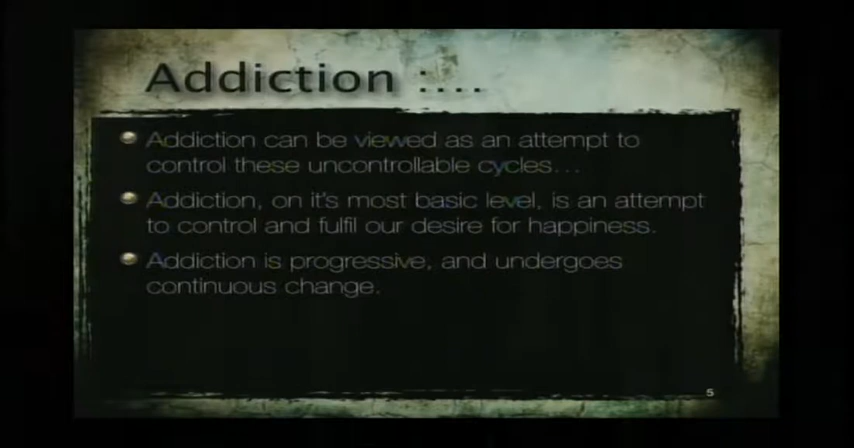 Addiction :....
Addiction can be viewed as an attempt to
control these uncontrollable cycles...
Addiction, on it's most basic level, is an attempt
to control and fulfil our desire for happiness.
Addiction is progressive, and undergoes
continuous change.
5